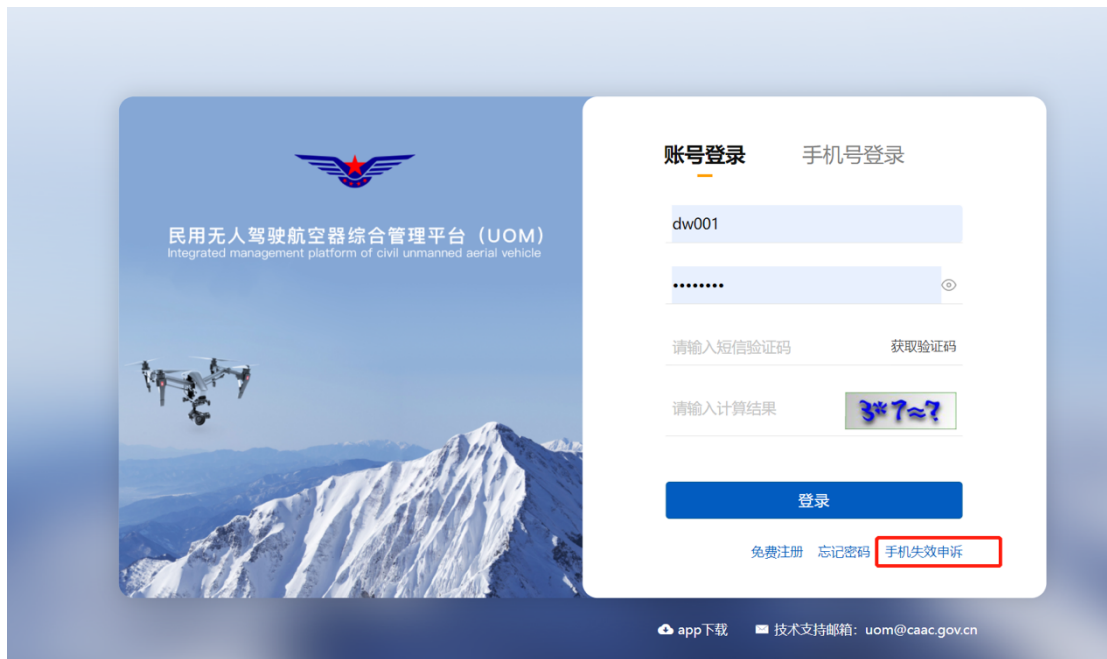 民用无人驾驶航空器综合管理平台（UOM）
Integrated management platform of civil unmanned aerial vehicle
账号登录 手机号登录
dw001
••••••••
请输入短信验证码 获取验证码
请输入计算结果 3*7≈?
登录
免费注册 忘记密码 手机失效申诉
app下载 技术支持邮箱：uom@caac.gov.cn